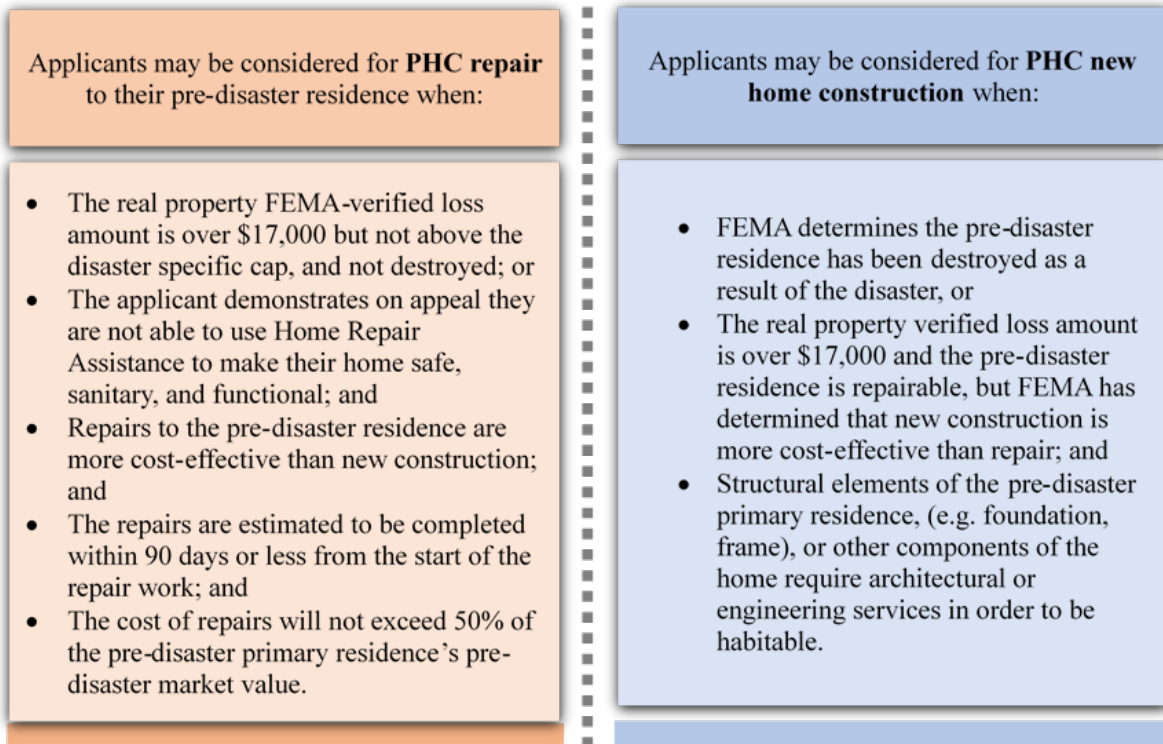 Applicants may be considered for PHC repair
to their pre-disaster residence when:
• The real property FEMA-verified loss
amount is over $17,000 but not above the
disaster specific cap, and not destroyed; or
• The applicant demonstrates on appeal they
are not able to use Home Repair
Assistance to make their home safe,
sanitary, and functional; and
• Repairs to the pre-disaster residence are
more cost-effective than new construction;
and
• The repairs are estimated to be completed
within 90 days or less from the start of the
repair work; and
• The cost of repairs will not exceed 50% of
the pre-disaster primary residence’s pre-
disaster market value.
Applicants may be considered for PHC new
home construction when:
• FEMA determines the pre-disaster
residence has been destroyed as a
result of the disaster, or
• The real property verified loss amount
is over $17,000 and the pre-disaster
residence is repairable, but FEMA has
determined that new construction is
more cost-effective than repair; and
• Structural elements of the pre-disaster
primary residence, (e.g. foundation,
frame), or other components of the
home require architectural or
engineering services in order to be
habitable.